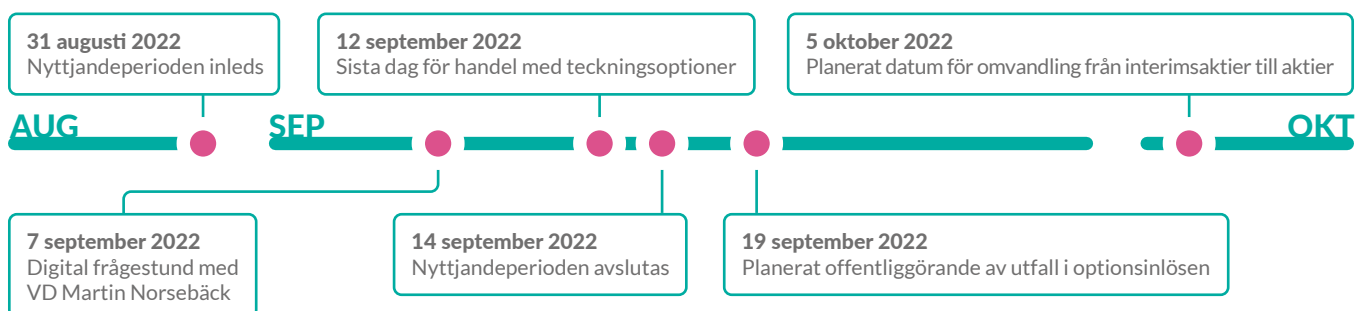 31 augusti 2022
Nyttjandeperioden inleds
12 september 2022
Sista dag för handel med teckningsoptioner
5 oktober 2022
Planerat datum för omvandling från interimsaktier till aktier
AUG
SEP
OKT
7 september 2022
Digital frågestund med
VD Martin Norsebäck
14 september 2022
Nyttjandeperioden avslutas
19 september 2022
Planerat offentliggörande av utfall i optionsinlösen